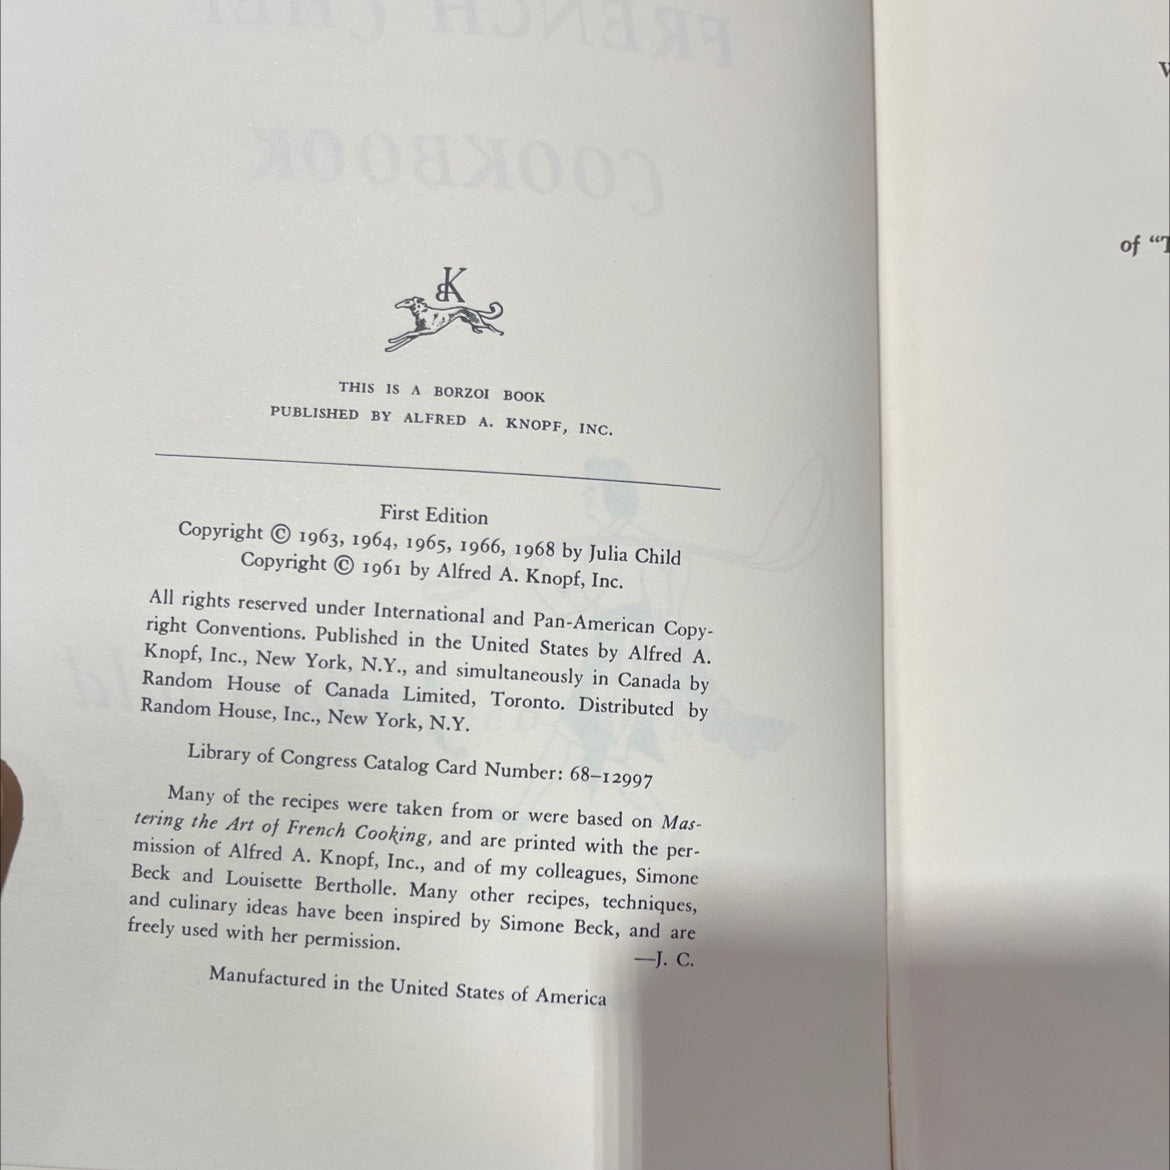 FRENCH CHEF
COOKBOOK
BK
THIS IS A BORZOI BOOK
PUBLISHED BY ALFRED A. KNOPF, INC.
First Edition
Copyright © 1963, 1964, 1965, 1966, 1968 by Julia Child
Copyright © 1961 by Alfred A. Knopf, Inc.
All rights reserved under International and Pan-American Copy-
right Conventions. Published in the United States by Alfred A.
Knopf, Inc., New York, N.Y., and simultaneously in Canada by
Random House of Canada Limited, Toronto. Distributed by
Random House, Inc., New York, N.Y.
Library of Congress Catalog Card Number: 68–12997
Many of the recipes were taken from or were based on Mas-
tering the Art of French Cooking, and are printed with the per-
mission of Alfred A. Knopf, Inc., and of my colleagues, Simone
Beck and Louisette Bertholle. Many other recipes, techniques,
and culinary ideas have been inspired by Simone Beck, and are
freely used with her permission.
—J. C.
Manufactured in the United States of America
of “T